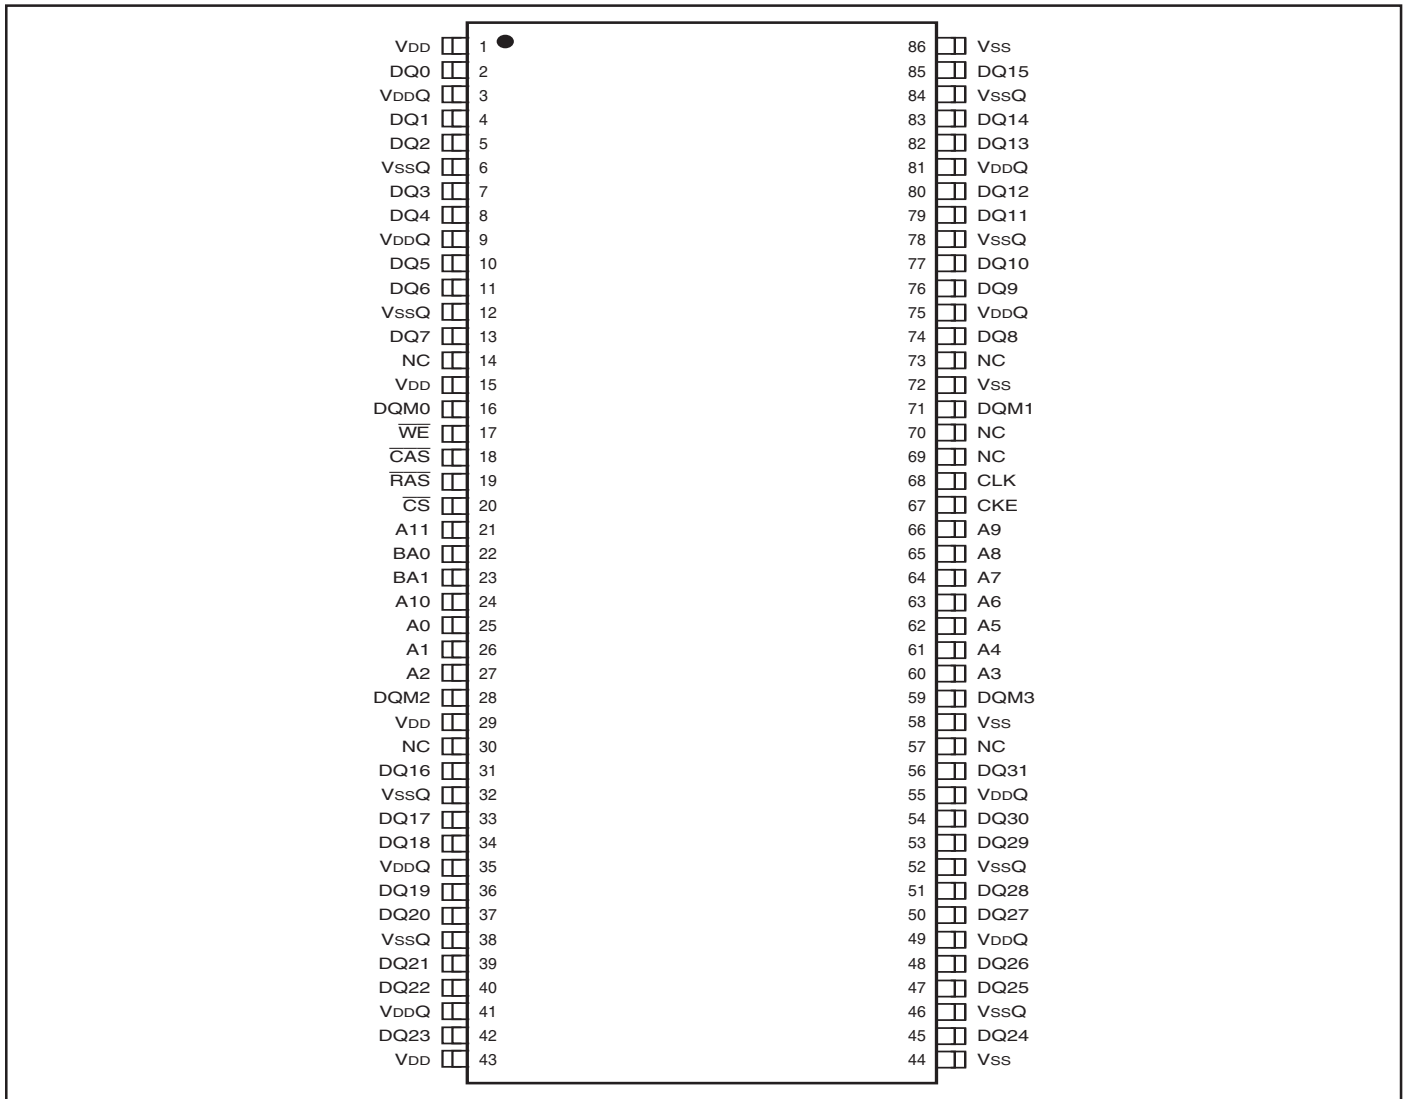 VDD 1 86 VSS
DQ0 2 85 DQ15
VDDQ 3 84 VSSQ
DQ1 4 83 DQ14
DQ2 5 82 DQ13
VSSQ 6 81 VDDQ
DQ3 7 80 DQ12
DQ4 8 79 DQ11
VDDQ 9 78 VSSQ
DQ5 10 77 DQ10
DQ6 11 76 DQ9
VSSQ 12 75 VDDQ
DQ7 13 74 DQ8
NC 14 73 NC
VDD 15 72 VSS
DQM0 16 71 DQM1
W̅E̅ 17 70 NC
C̅A̅S̅ 18 69 NC
R̅A̅S̅ 19 68 CLK
C̅S̅ 20 67 CKE
A11 21 66 A9
BA0 22 65 A8
BA1 23 64 A7
A10 24 63 A6
A0 25 62 A5
A1 26 61 A4
A2 27 60 A3
DQM2 28 59 DQM3
VDD 29 58 VSS
NC 30 57 NC
DQ16 31 56 DQ31
VSSQ 32 55 VDDQ
DQ17 33 54 DQ30
DQ18 34 53 DQ29
VDDQ 35 52 VSSQ
DQ19 36 51 DQ28
DQ20 37 50 DQ27
VSSQ 38 49 VDDQ
DQ21 39 48 DQ26
DQ22 40 47 DQ25
VDDQ 41 46 VSSQ
DQ23 42 45 DQ24
VDD 43 44 VSS